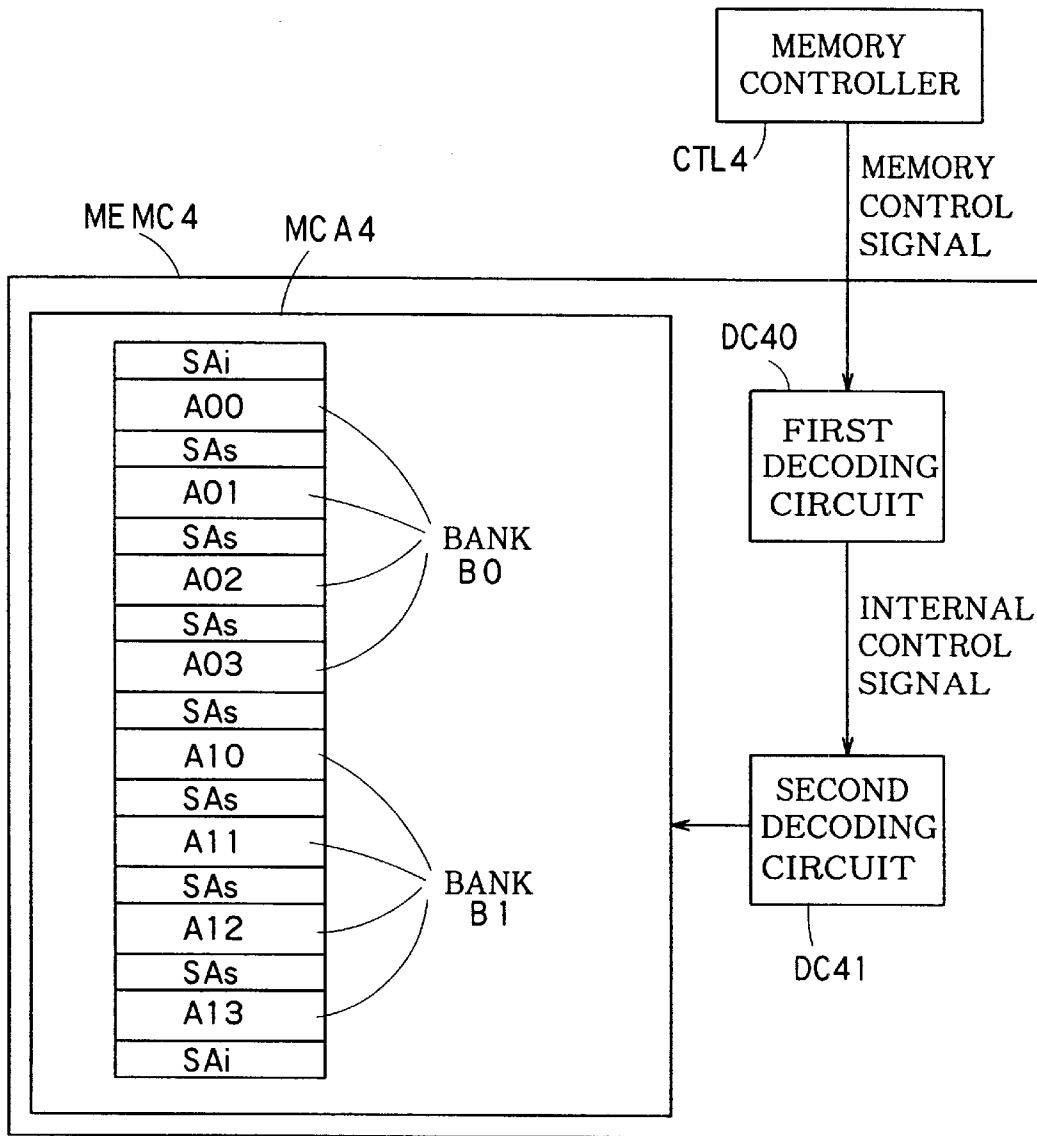 MEMORY
CONTROLLER
CTL4
MEMORY
CONTROL
SIGNAL
MEMC4
MCA4
DC40
FIRST
DECODING
CIRCUIT
INTERNAL
CONTROL
SIGNAL
SECOND
DECODING
CIRCUIT
DC41
SAi
A00
SAs
A01
SAs
A02
SAs
A03
SAs
A10
SAs
A11
SAs
A12
SAs
A13
SAi
BANK
B0
BANK
B1